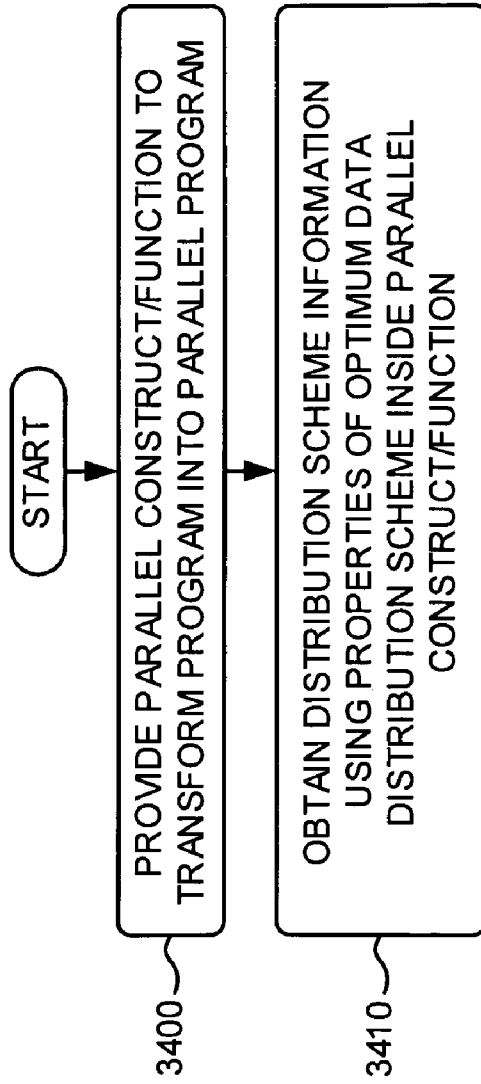 START
PROVIDE PARALLEL CONSTRUCT/FUNCTION TO
TRANSFORM PROGRAM INTO PARALLEL PROGRAM
3400
OBTAIN DISTRIBUTION SCHEME INFORMATION
USING PROPERTIES OF OPTIMUM DATA
DISTRIBUTION SCHEME INSIDE PARALLEL
CONSTRUCT/FUNCTION
3410